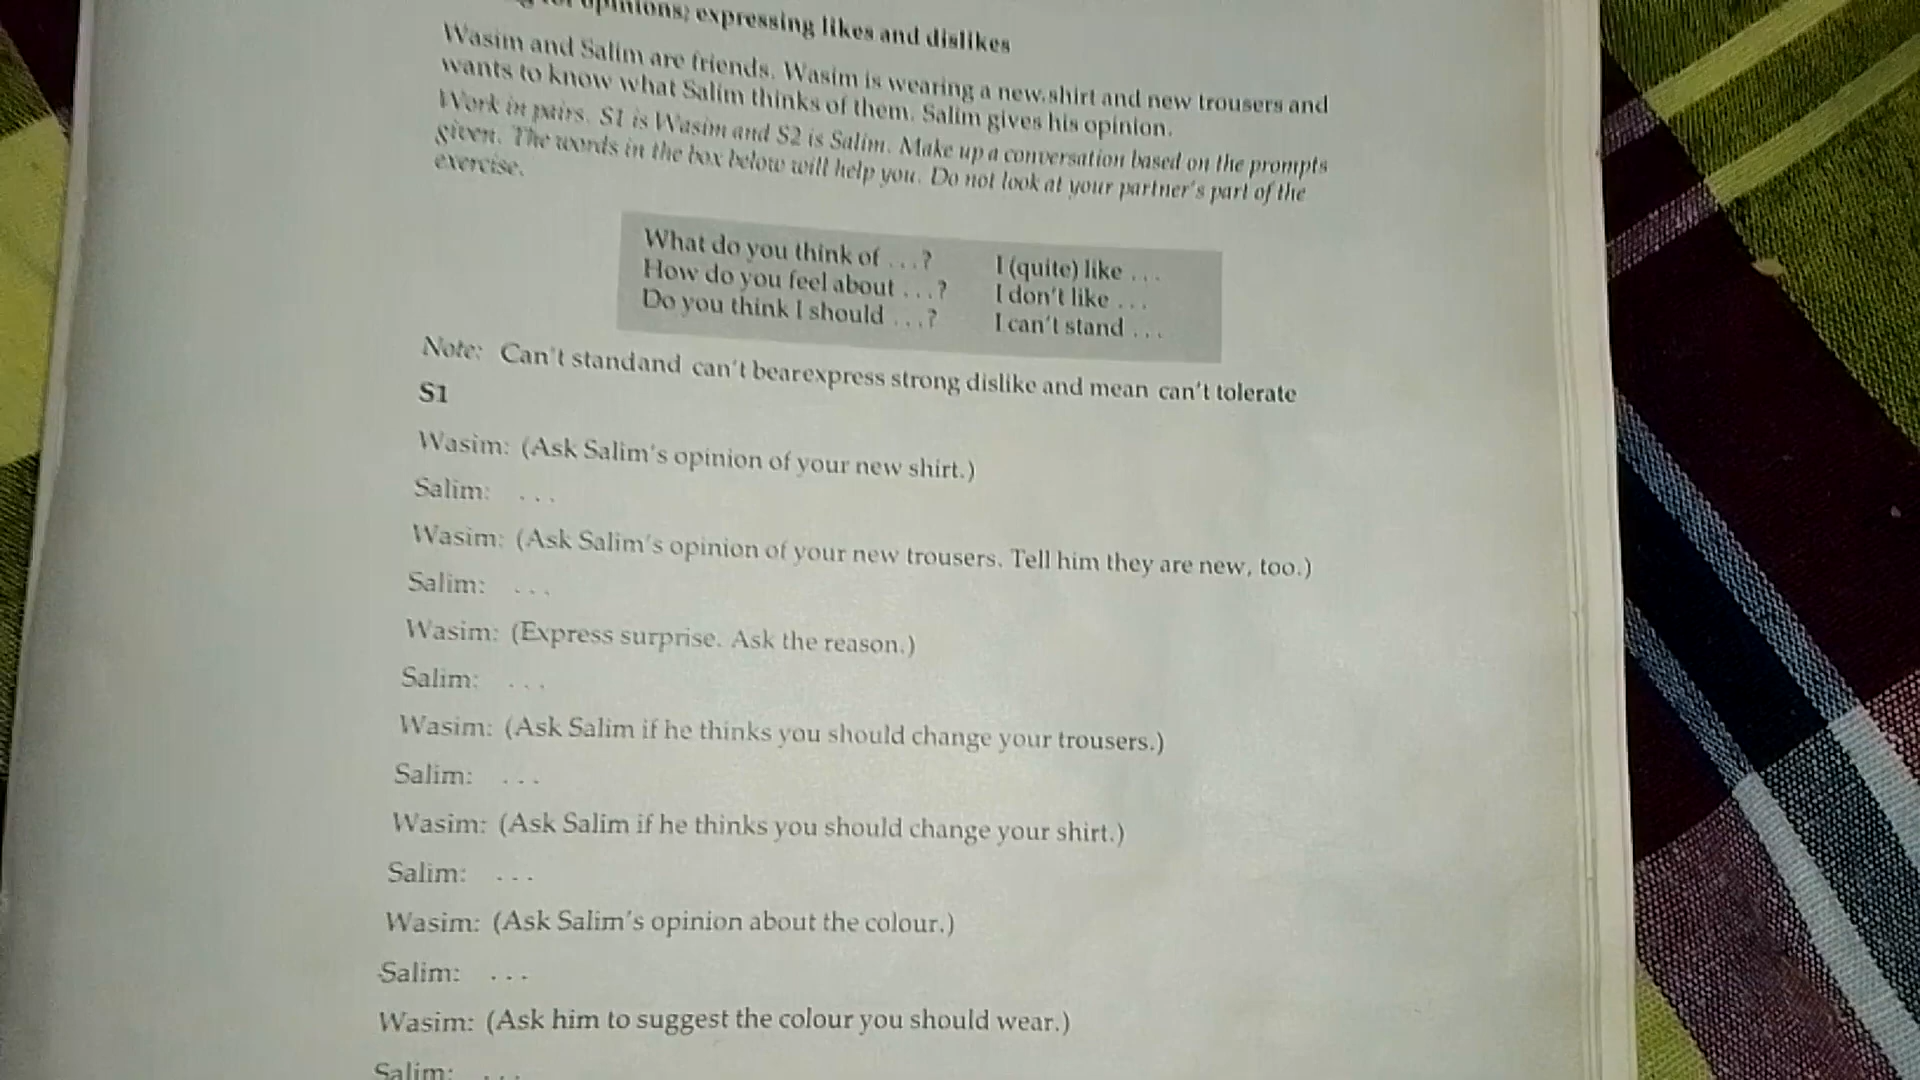 for opinions; expressing likes and dislikes
Wasim and Salim are friends. Wasim is wearing a new shirt and new trousers and
wants to know what Salim thinks of them. Salim gives his opinion.
Work in pairs. S1 is Wasim and S2 is Salim. Make up a conversation based on the prompts
given. The words in the box below will help you. Do not look at your partner's part of the
exercise.
What do you think of ...? I (quite) like ...
How do you feel about ...? I don't like ...
Do you think I should ...? I can't stand ...
Note: Can't standand can't bearexpress strong dislike and mean can't tolerate
S1
Wasim: (Ask Salim's opinion of your new shirt.)
Salim: ...
Wasim: (Ask Salim's opinion of your new trousers. Tell him they are new, too.)
Salim: ...
Wasim: (Express surprise. Ask the reason.)
Salim: ...
Wasim: (Ask Salim if he thinks you should change your trousers.)
Salim: ...
Wasim: (Ask Salim if he thinks you should change your shirt.)
Salim: ...
Wasim: (Ask Salim's opinion about the colour.)
Salim: ...
Wasim: (Ask him to suggest the colour you should wear.)
Salim: ...